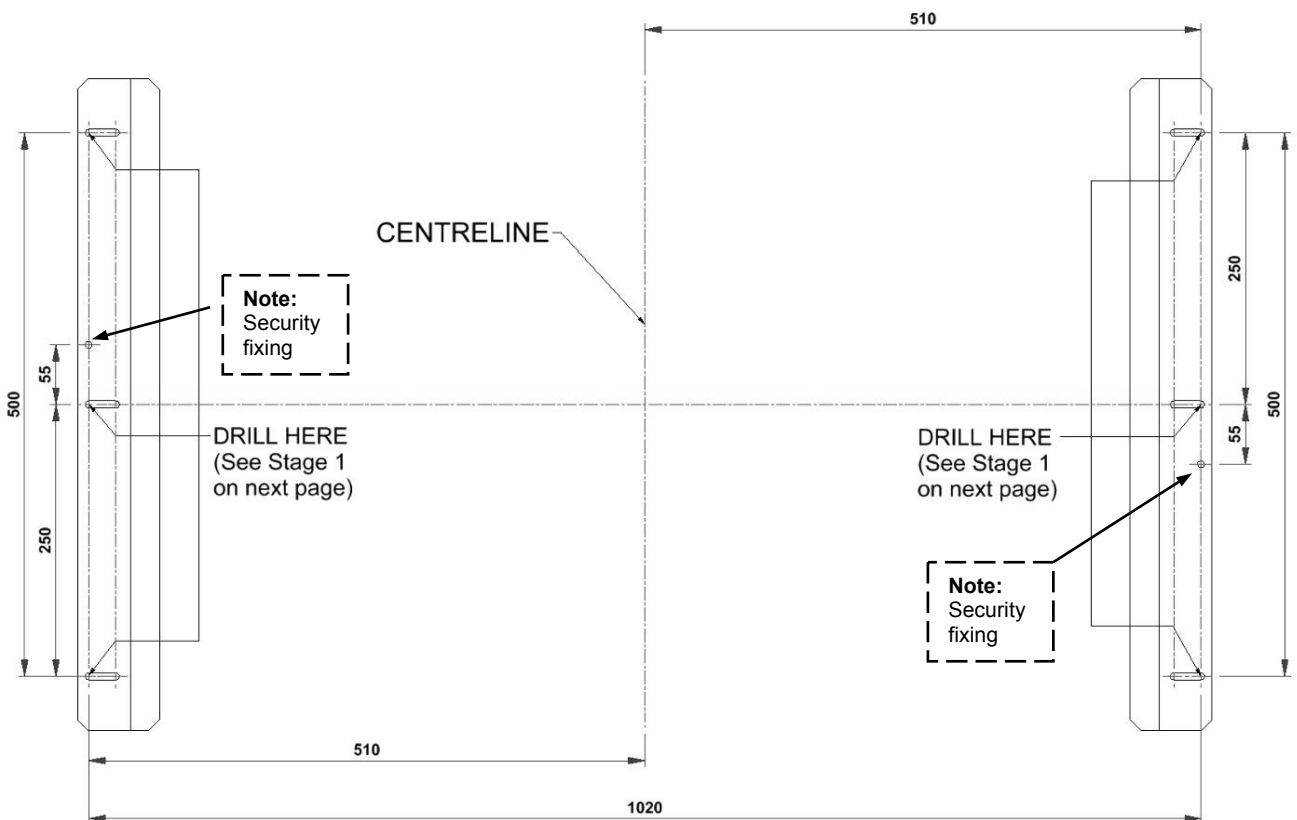 510
CENTRELINE
Note:
Security
fixing
250
55
500
500
55
DRILL HERE
(See Stage 1
on next page)
DRILL HERE
(See Stage 1
on next page)
250
Note:
Security
fixing
510
1020